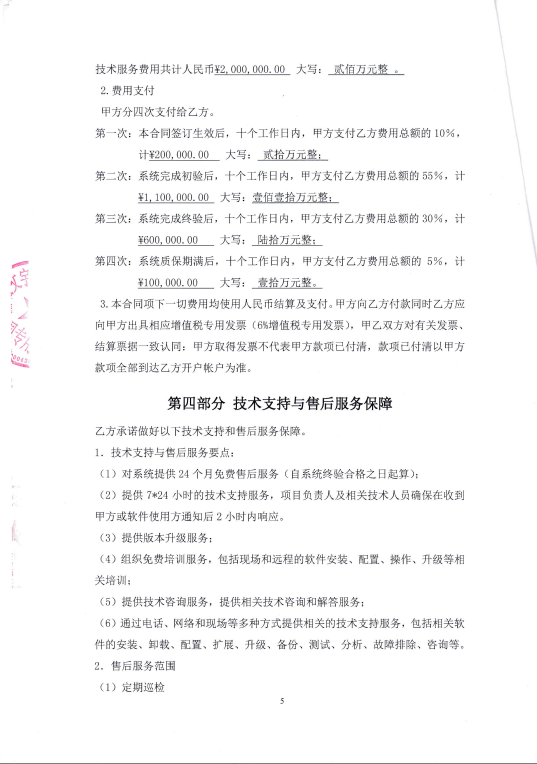 技术服务费用共计人民币¥2,000,000.00 大写： 贰佰万元整 。
2.费用支付
甲方分四次支付给乙方。
第一次：本合同签订生效后，十个工作日内，甲方支付乙方费用总额的 10%，
计¥200,000.00 大写： 贰拾万元整；
第二次：系统完成初验后，十个工作日内，甲方支付乙方费用总额的 55%，计
¥1,100,000.00 大写：壹佰壹拾万元整；
第三次：系统完成终验后，十个工作日内，甲方支付乙方费用总额的 30%，计
¥600,000.00 大写： 陆拾万元整；
第四次：系统质保期满后，十个工作日内，甲方支付乙方费用总额的 5%，计
¥100,000.00 大写： 壹拾万元整。
3.本合同项下一切费用均使用人民币结算及支付。甲方向乙方付款同时乙方应
向甲方出具相应增值税专用发票（6%增值税专用发票），甲乙双方对有关发票、
结算票据一致认同：甲方取得发票不代表甲方款项已付清，款项已付清以甲方
款项全部到达乙方开户帐户为准。
第四部分 技术支持与售后服务保障
乙方承诺做好以下技术支持和售后服务保障。
1．技术支持与售后服务要点：
（1）对系统提供 24 个月免费售后服务（自系统终验合格之日起算）；
（2）提供 7*24 小时的技术支持服务，项目负责人及相关技术人员确保在收到
甲方或软件使用方通知后 2 小时内响应。
（3）提供版本升级服务；
（4）组织免费培训服务，包括现场和远程的软件安装、配置、操作、升级等相
关培训；
（5）提供技术咨询服务，提供相关技术咨询和解答服务；
（6）通过电话、网络和现场等多种方式提供相关的技术支持服务，包括相关软
件的安装、卸载、配置、扩展、升级、备份、测试、分析、故障排除、咨询等。
2．售后服务范围
（1）定期巡检
5